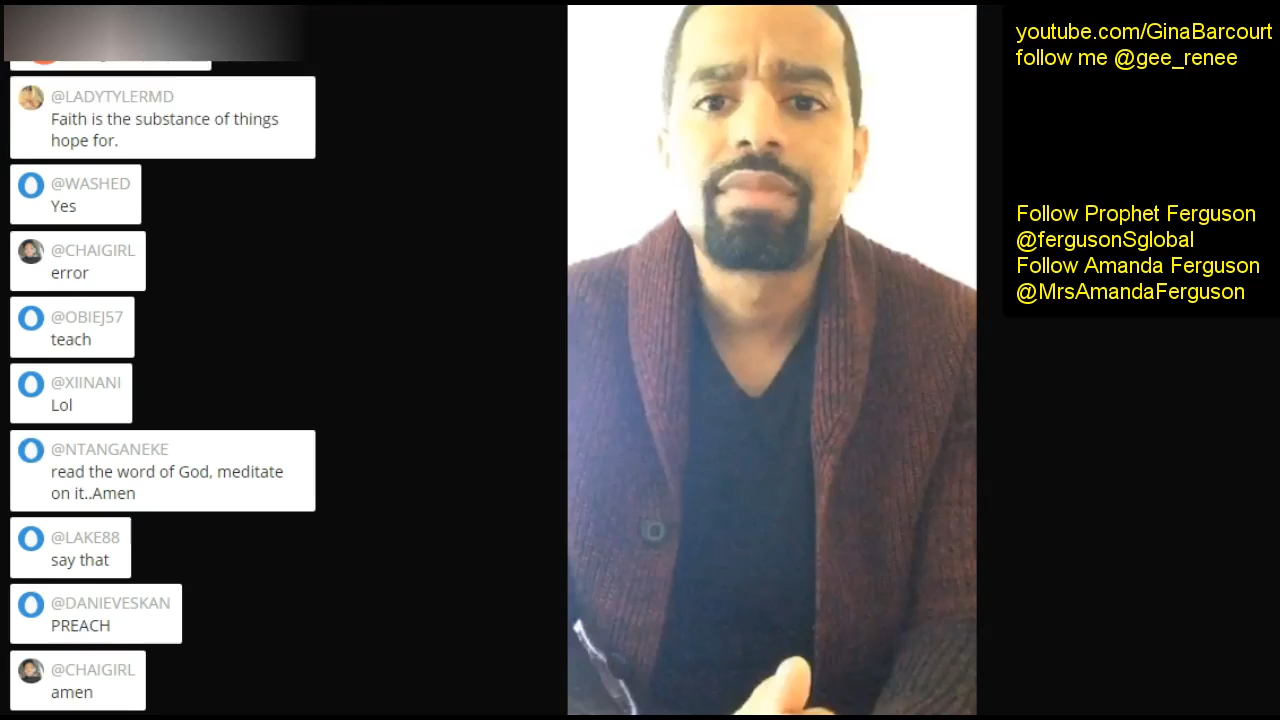 @LADYTYLERMD
Faith is the substance of things
hope for.
@WASHED
Yes
@CHAIGIRL
error
@OBIEJ57
teach
@XIINANI
Lol
@NTANGANEKE
read the word of God, meditate
on it..Amen
@LAKE88
say that
@DANIEVESKAN
PREACH
@CHAIGIRL
amen
youtube.com/GinaBarcourt
follow me @gee_renee
Follow Prophet Ferguson
@fergusonSglobal
Follow Amanda Ferguson
@MrsAmandaFerguson